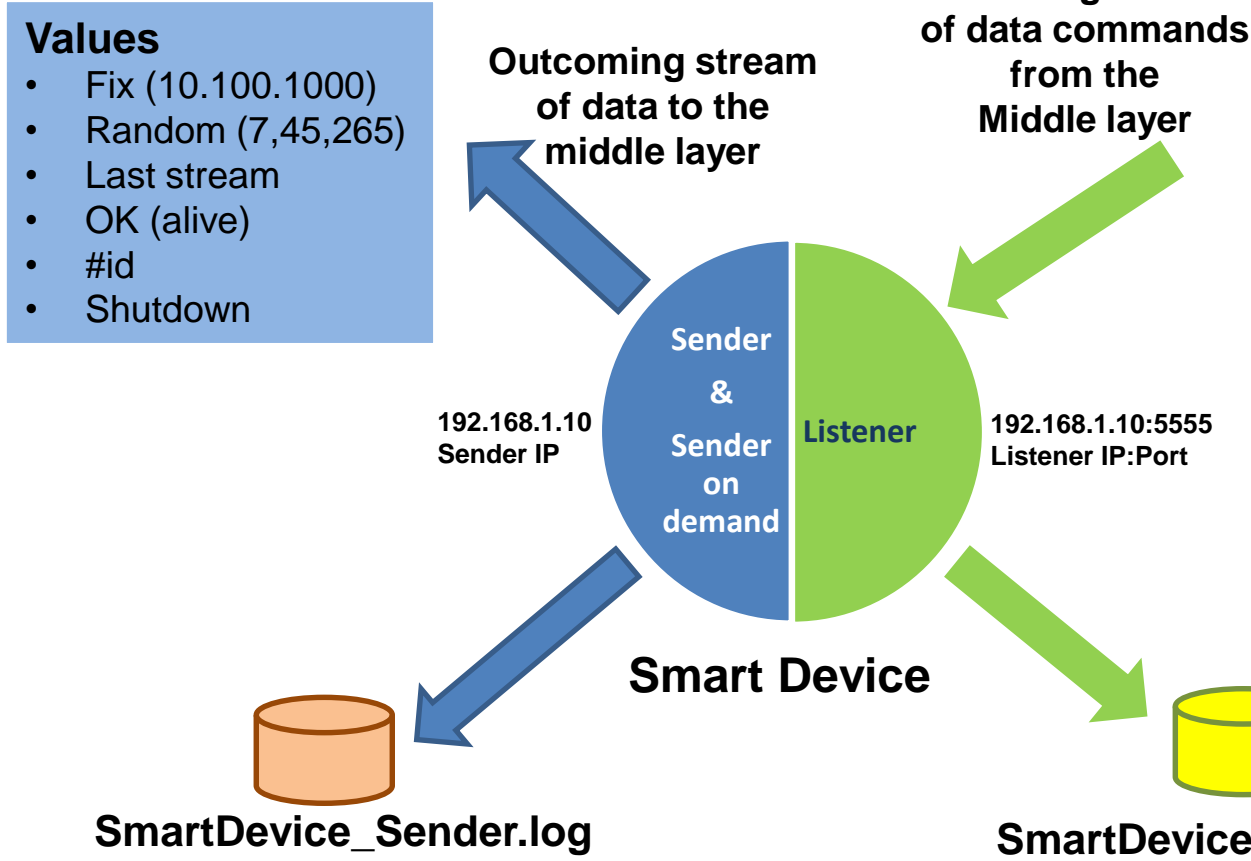 Values
• Fix (10.100.1000)
• Random (7,45,265)
• Last stream
• OK (alive)
• #id
• Shutdown
Outcoming stream
of data to the
middle layer
of data commands
from the
Middle layer
Sender
&
Sender
on
demand
Listener
192.168.1.10
Sender IP
192.168.1.10:5555
Listener IP:Port
Smart Device
SmartDevice_Sender.log
SmartDevice